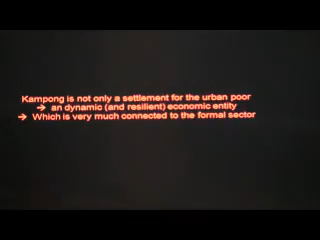 Kampong is not only a settlement for the urban poor
→ an dynamic (and resilient) economic entity
→ Which is very much connected to the formal sector